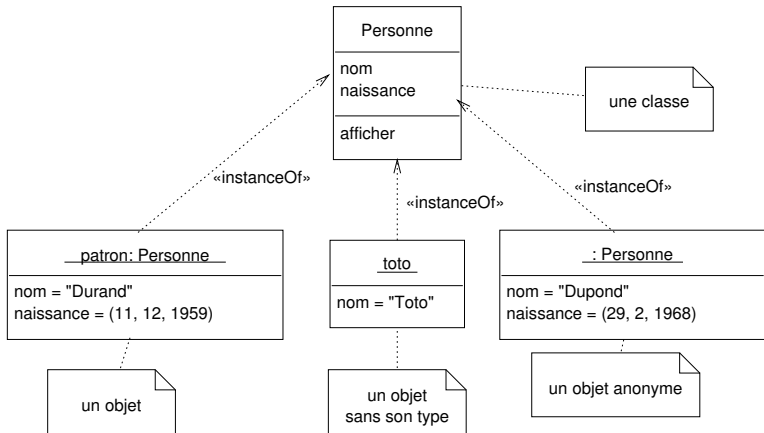 Personne
nom
naissance
afficher
une classe
«instanceOf»
«instanceOf»
«instanceOf»
patron: Personne
nom = "Durand"
naissance = (11, 12, 1959)
toto
nom = "Toto"
: Personne
nom = "Dupond"
naissance = (29, 2, 1968)
un objet
un objet
sans son type
un objet anonyme